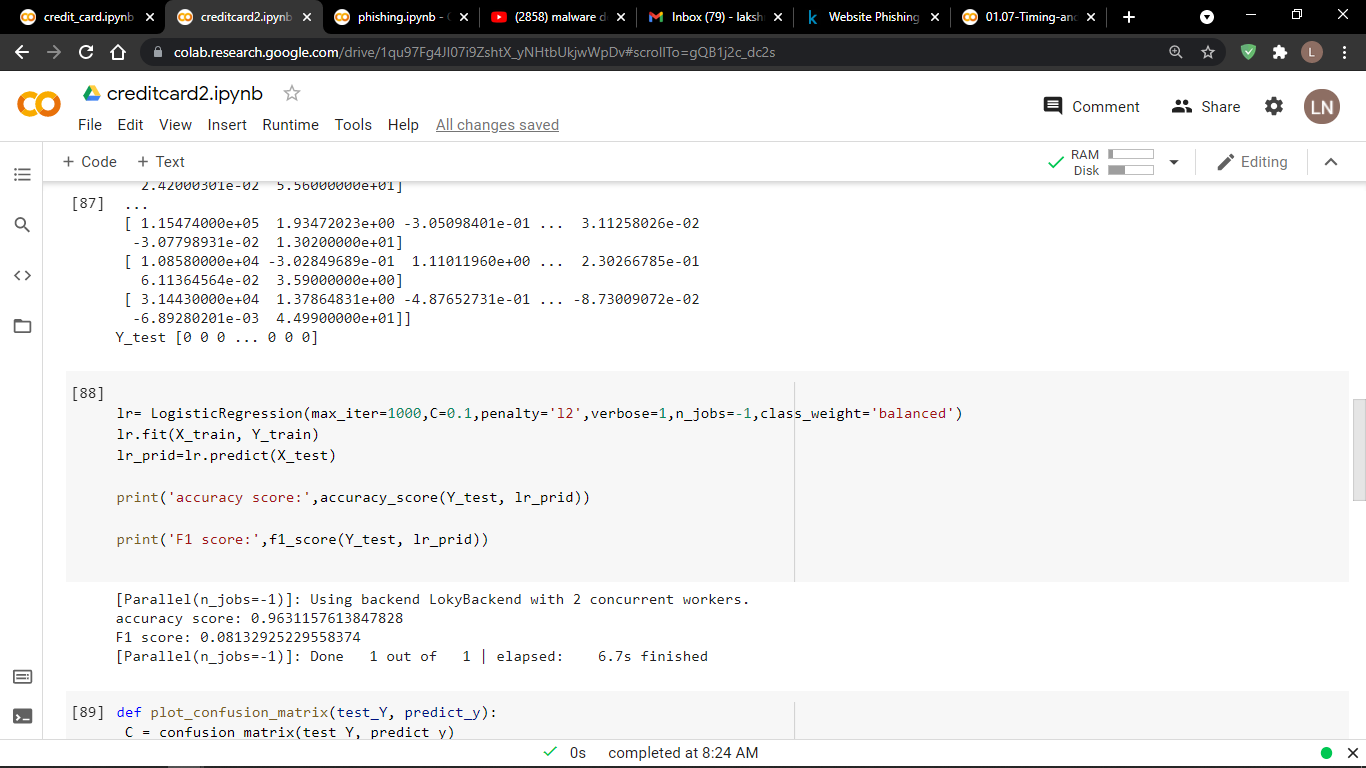 credit_card.ipynb
creditcard2.ipynb
phishing.ipynb - 
(2858) malware d
Inbox (79) - laksh
Website Phishing
01.07-Timing-and
colab.research.google.com/drive/1qu97Fg4Jl07i9ZshtX_yNHtbUkjwWpDv#scrollTo=gQB1j2c_dc2s
L
creditcard2.ipynb
Comment
Share
LN
File Edit View Insert Runtime Tools Help All changes saved
+ Code + Text
RAM
Disk
Editing
2.42000301e-02 5.56000000e+01]
[87] ...
[ 1.15474000e+05 1.93472023e+00 -3.05098401e-01 ... 3.11258026e-02
-3.07798931e-02 1.30200000e+01]
[ 1.08580000e+04 -3.02849689e-01 1.11011960e+00 ... 2.30266785e-01
6.11364564e-02 3.59000000e+00]
[ 3.14430000e+04 1.37864831e+00 -4.87652731e-01 ... -8.73009072e-02
-6.89280201e-03 4.49900000e+01]]
Y_test [0 0 0 ... 0 0 0]
[88]
lr= LogisticRegression(max_iter=1000,C=0.1,penalty='l2',verbose=1,n_jobs=-1,class_weight='balanced')
lr.fit(X_train, Y_train)
lr_prid=lr.predict(X_test)
print('accuracy score:',accuracy_score(Y_test, lr_prid))
print('F1 score:',f1_score(Y_test, lr_prid))
[Parallel(n_jobs=-1)]: Using backend LokyBackend with 2 concurrent workers.
accuracy score: 0.9631157613847828
F1 score: 0.08132925229558374
[Parallel(n_jobs=-1)]: Done 1 out of 1 | elapsed: 6.7s finished
[89] def plot_confusion_matrix(test_Y, predict_y):
C = confusion_matrix(test_Y, predict_y)
0s completed at 8:24 AM